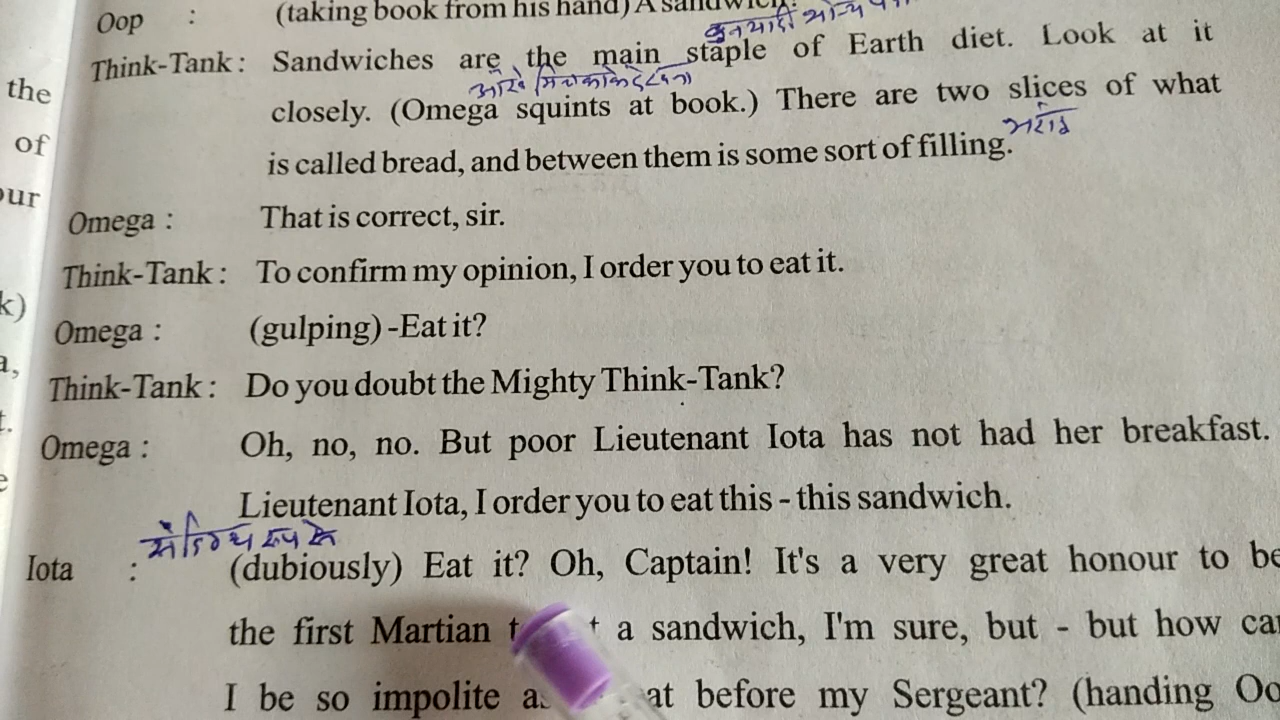 Oop : (taking book from his hand) A sandwich?
Think-Tank : Sandwiches are the main staple of Earth diet. Look at it
the
closely. (Omega squints at book.) There are two slices of what
of
भराव
is called bread, and between them is some sort of filling.
our
Omega : That is correct, sir.
Think-Tank : To confirm my opinion, I order you to eat it.
k)
Omega : (gulping) -Eat it?
a,
Think-Tank : Do you doubt the Mighty Think-Tank?
t.
Omega : Oh, no, no. But poor Lieutenant Iota has not had her breakfast.
e
Lieutenant Iota, I order you to eat this - this sandwich.
संदिग्ध रूप से
Iota : (dubiously) Eat it? Oh, Captain! It's a very great honour to be
the first Martian a sandwich, I'm sure, but - but how
I be so impolite before my Sergeant? (handing